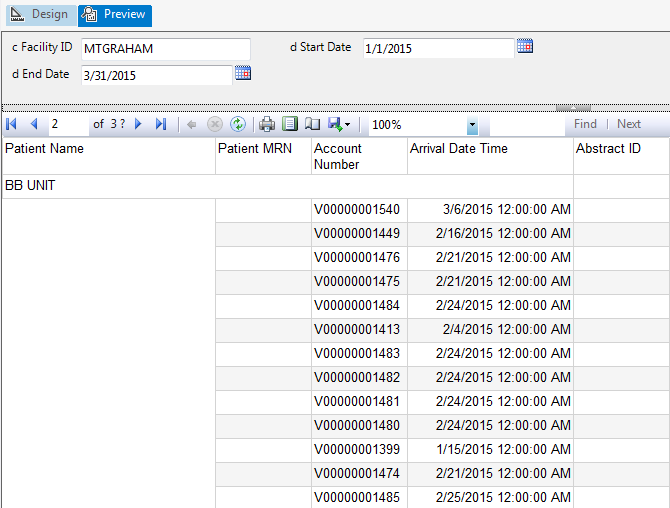 Design Preview
c Facility ID MTGRAHAM d Start Date 1/1/2015
d End Date 3/31/2015
2 of 3 ? 100% Find | Next
Patient Name Patient MRN Account Number Arrival Date Time Abstract ID
BB UNIT
V00000001540 3/6/2015 12:00:00 AM
V00000001449 2/16/2015 12:00:00 AM
V00000001476 2/21/2015 12:00:00 AM
V00000001475 2/21/2015 12:00:00 AM
V00000001484 2/24/2015 12:00:00 AM
V00000001413 2/4/2015 12:00:00 AM
V00000001483 2/24/2015 12:00:00 AM
V00000001482 2/24/2015 12:00:00 AM
V00000001481 2/24/2015 12:00:00 AM
V00000001480 2/24/2015 12:00:00 AM
V00000001399 1/15/2015 12:00:00 AM
V00000001474 2/21/2015 12:00:00 AM
V00000001485 2/25/2015 12:00:00 AM